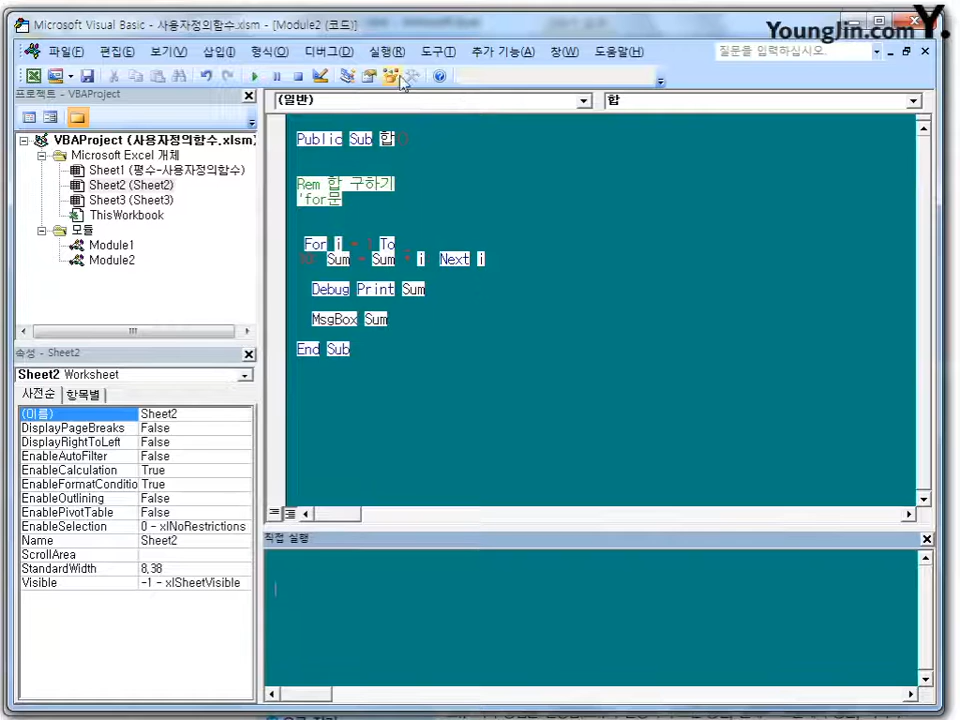 Microsoft Visual Basic - 사용자정의함수.xlsm - [Module2 (코드)]
YoungJin.com Y.
파일(F) 편집(E) 보기(V) 삽입(I) 형식(O) 디버그(D) 실행(R) 도구(T) 추가 기능(A) 창(W) 도움말(H) 질문을 입력하십시오.
프로젝트 - VBAProject
(일반) 합
VBAProject (사용자정의함수.xlsm)
Microsoft Excel 개체
Sheet1 (평수-사용자정의함수)
Sheet2 (Sheet2)
Sheet3 (Sheet3)
ThisWorkbook
모듈
Module1
Module2
속성 - Sheet2
Sheet2 Worksheet
사전순 항목별
(이름) Sheet2
DisplayPageBreaks False
DisplayRightToLeft False
EnableAutoFilter False
EnableCalculation True
EnableFormatConditio True
EnableOutlining False
EnablePivotTable False
EnableSelection 0 - xlNoRestrictions
Name Sheet2
ScrollArea
StandardWidth 8,38
Visible -1 - xlSheetVisible
Public Sub 합()
Rem 합 구하기
'for문
For i = 1 To
Sum = Sum + i Next i
Debug Print Sum
MsgBox Sum
End Sub
직접 실행